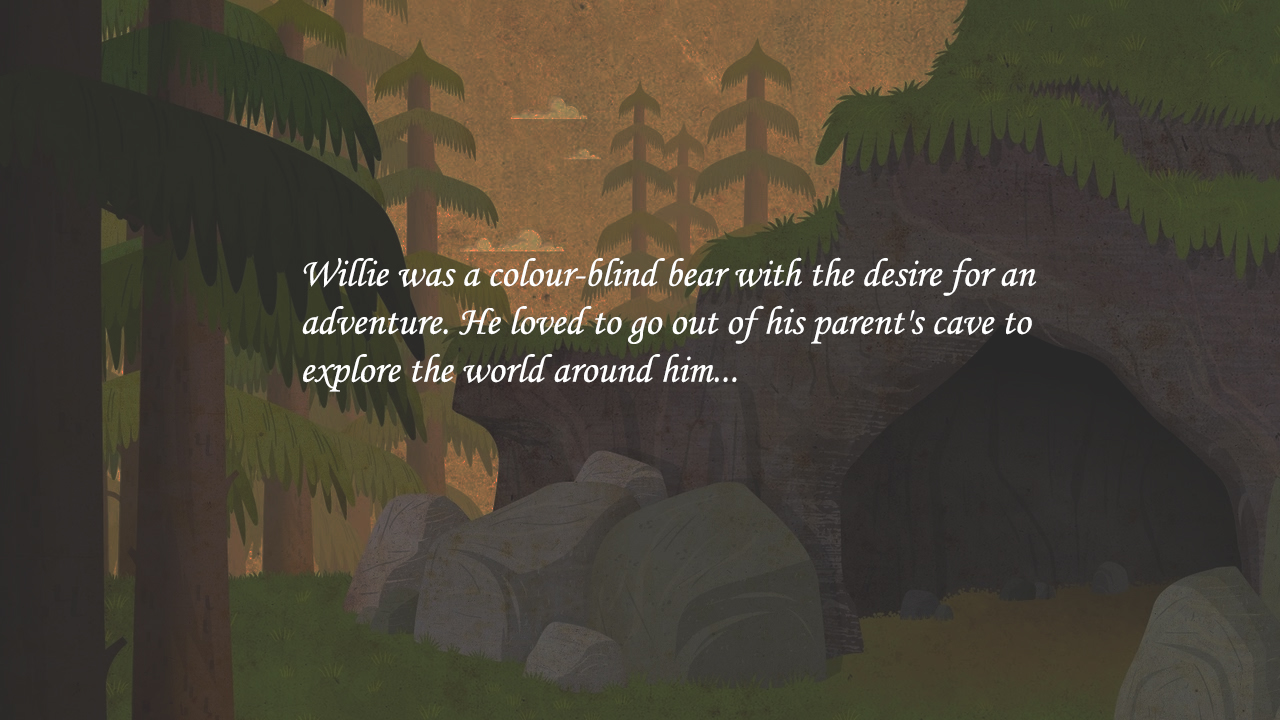 Willie was a colour-blind bear with the desire for an
adventure. He loved to go out of his parent's cave to
explore the world around him...